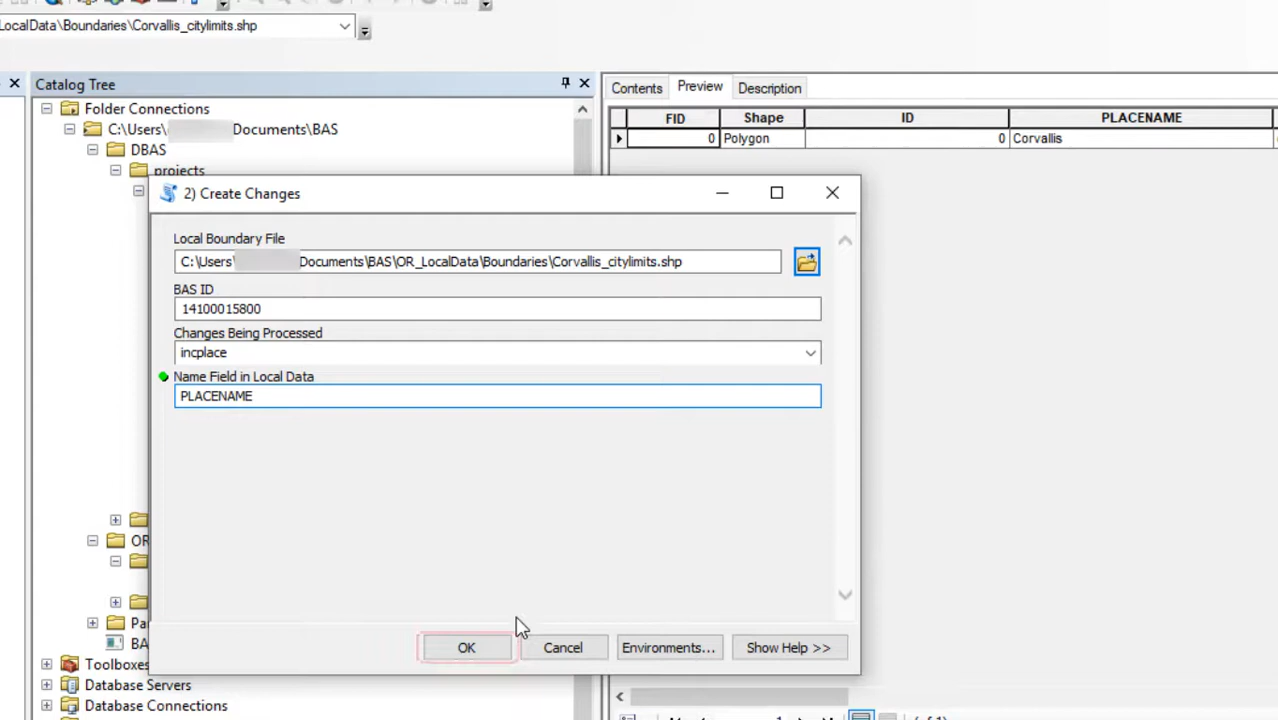 LocalData\Boundaries\Corvallis_citylimits.shp
Catalog Tree
Folder Connections
C:\Users\ Documents\BAS
DBAS
projects
Contents
Preview
Description
FID Shape ID PLACENAME
0 Polygon 0 Corvallis
2) Create Changes
Local Boundary File
C:\Users\ Documents\BAS\OR_LocalData\Boundaries\Corvallis_citylimits.shp
BAS ID
14100015800
Changes Being Processed
incplace
Name Field in Local Data
PLACENAME
OK
Cancel
Environments...
Show Help >>
OR
Pa
BA
Toolboxes
Database Servers
Database Connections